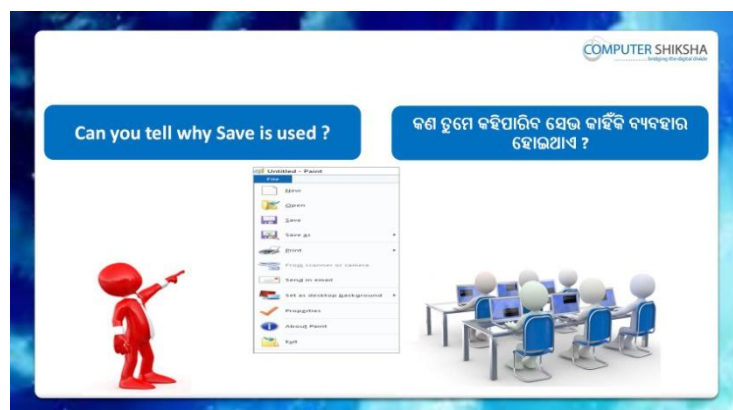 COMPUTER SHIKSHA
bridging the digital divide
Can you tell why Save is used ?
କଣ ତୁମେ କହିପାରିବ ସେଭ କାହିଁକି ବ୍ୟବହାର
ହୋଇଥାଏ ?
Untitled - Paint
File
New
Open
Save
Save as
Print
From scanner or camera
Send in email
Set as desktop background
Properties
About Paint
Exit